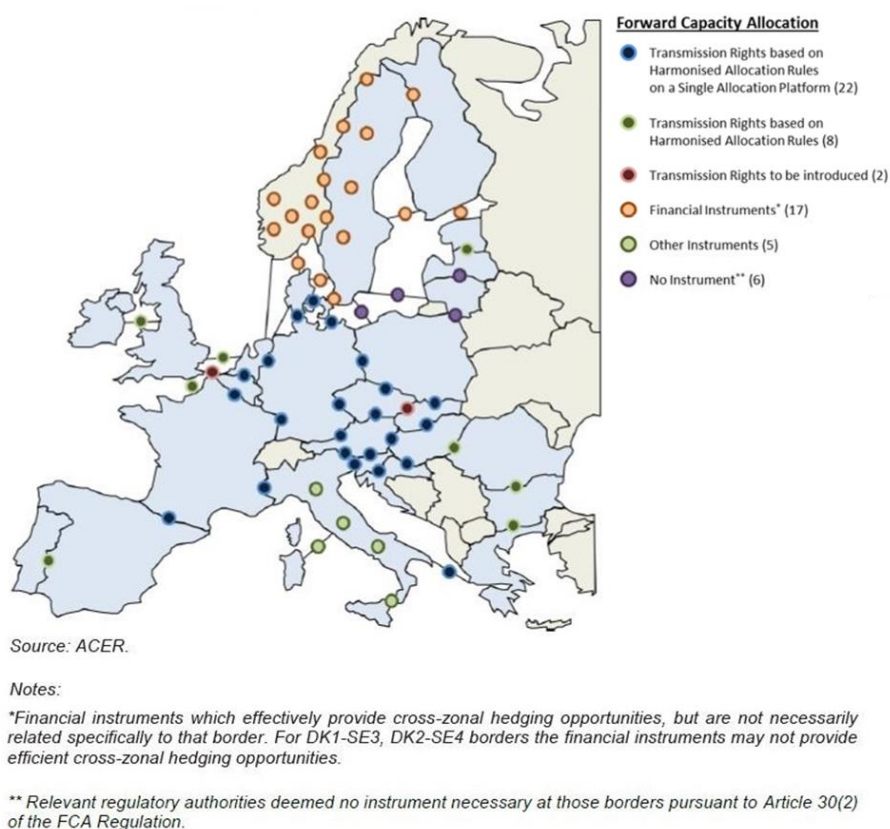 Forward Capacity Allocation
Transmission Rights based on
Harmonised Allocation Rules
on a Single Allocation Platform (22)
Transmission Rights based on
Harmonised Allocation Rules (8)
Transmission Rights to be introduced (2)
Financial Instruments* (17)
Other Instruments (5)
No Instrument** (6)
Source: ACER.
Notes:
*Financial instruments which effectively provide cross-zonal hedging opportunities, but are not necessarily
related specifically to that border. For DK1-SE3, DK2-SE4 borders the financial instruments may not provide
efficient cross-zonal hedging opportunities.
** Relevant regulatory authorities deemed no instrument necessary at those borders pursuant to Article 30(2)
of the FCA Regulation.